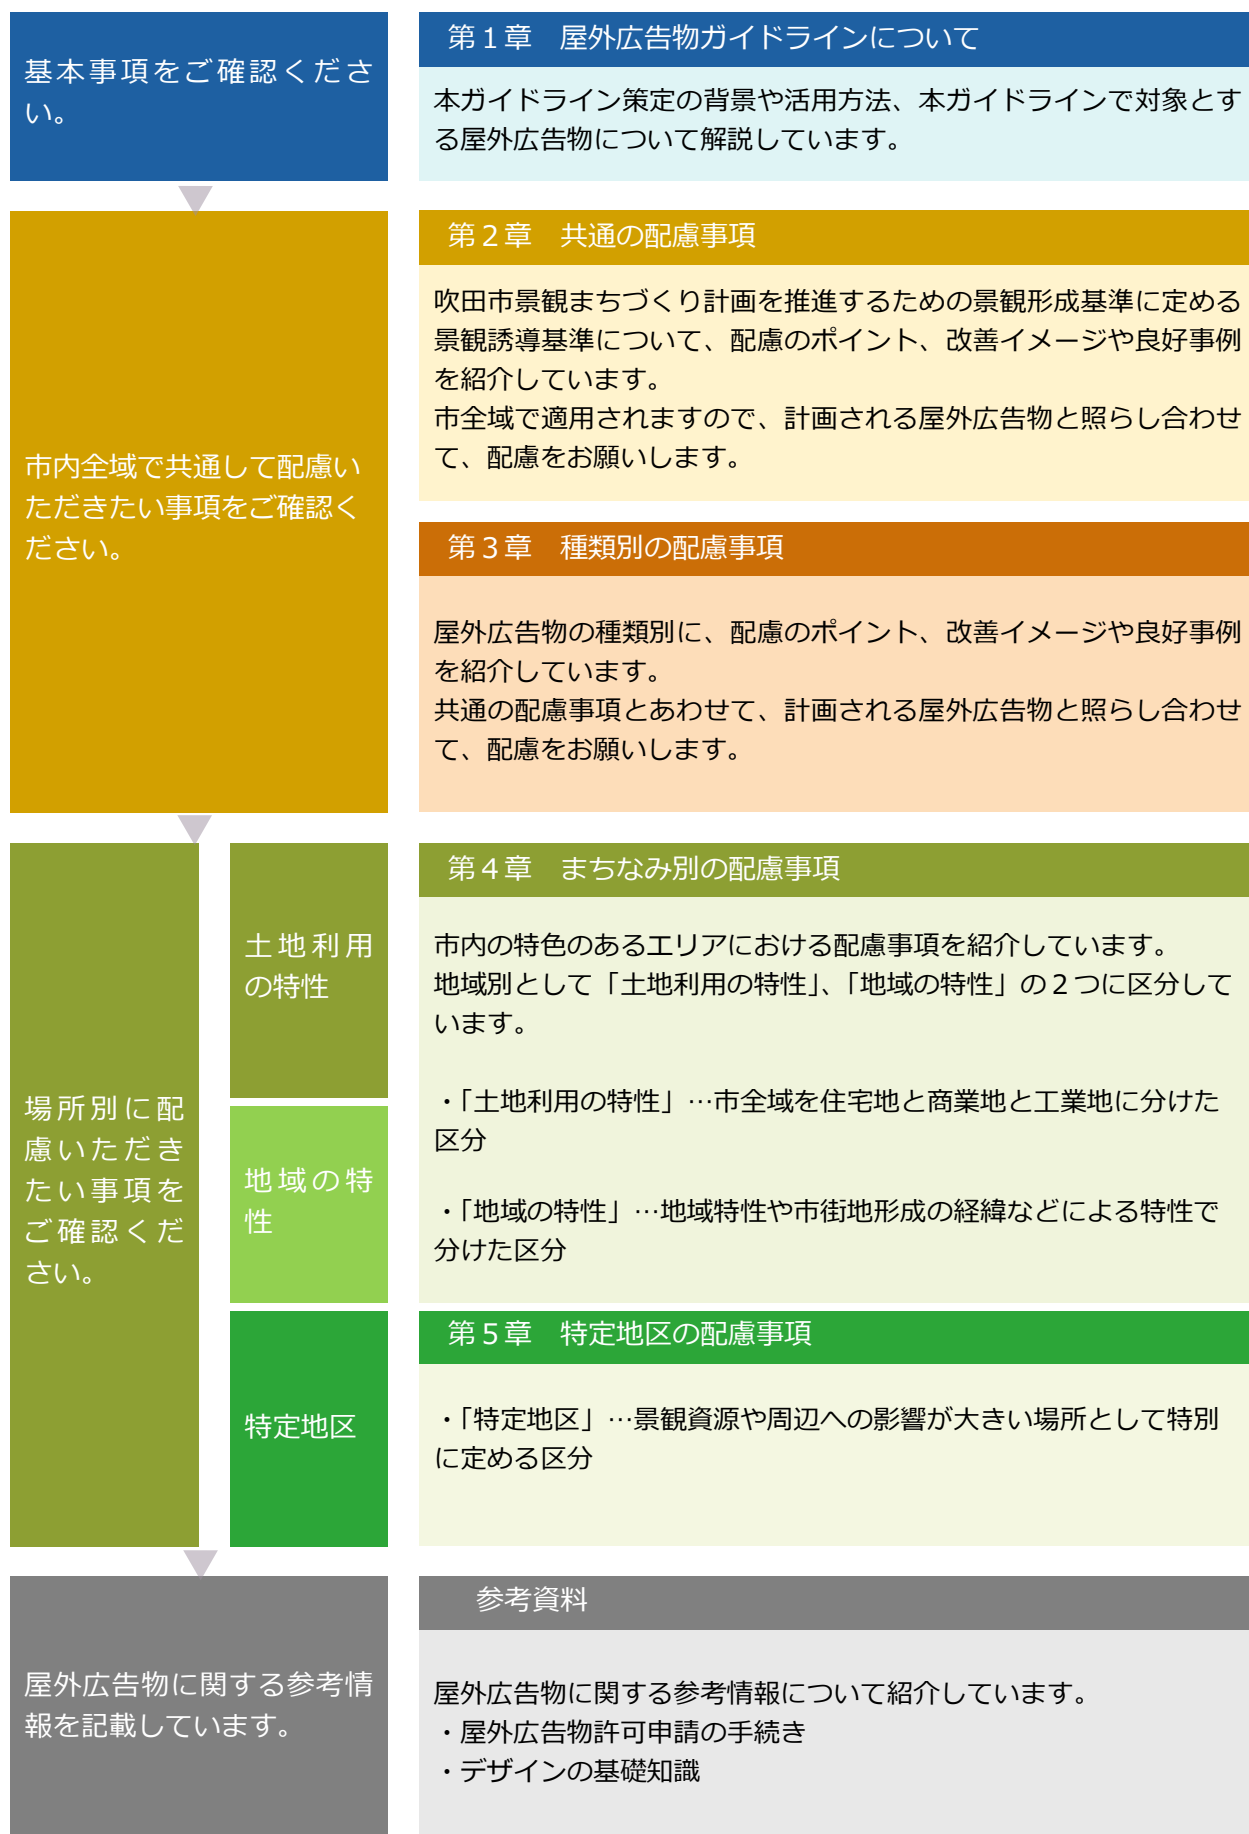 基本事項をご確認くださ
い。
第１章　屋外広告物ガイドラインについて
本ガイドライン策定の背景や活用方法、本ガイドラインで対象とす
る屋外広告物について解説しています。
市内全域で共通して配慮い
ただきたい事項をご確認く
ださい。
第２章　共通の配慮事項
吹田市景観まちづくり計画を推進するための景観形成基準に定める
景観誘導基準について、配慮のポイント、改善イメージや良好事例
を紹介しています。
市全域で適用されますので、計画される屋外広告物と照らし合わせ
て、配慮をお願いします。
第３章　種類別の配慮事項
屋外広告物の種類別に、配慮のポイント、改善イメージや良好事例
を紹介しています。
共通の配慮事項とあわせて、計画される屋外広告物と照らし合わせ
て、配慮をお願いします。
場所別に配
慮いただき
たい事項を
ご確認くだ
さい。
土地利用
の特性
地域の特
性
第４章　まちなみ別の配慮事項
市内の特色のあるエリアにおける配慮事項を紹介しています。
地域別として「土地利用の特性」、「地域の特性」の２つに区分して
います。
・「土地利用の特性」…市全域を住宅地と商業地と工業地に分けた
区分
・「地域の特性」…地域特性や市街地形成の経緯などによる特性で
分けた区分
特定地区
第５章　特定地区の配慮事項
・「特定地区」…景観資源や周辺への影響が大きい場所として特別
に定める区分
屋外広告物に関する参考情
報を記載しています。
参考資料
屋外広告物に関する参考情報について紹介しています。
・屋外広告物許可申請の手続き
・デザインの基礎知識